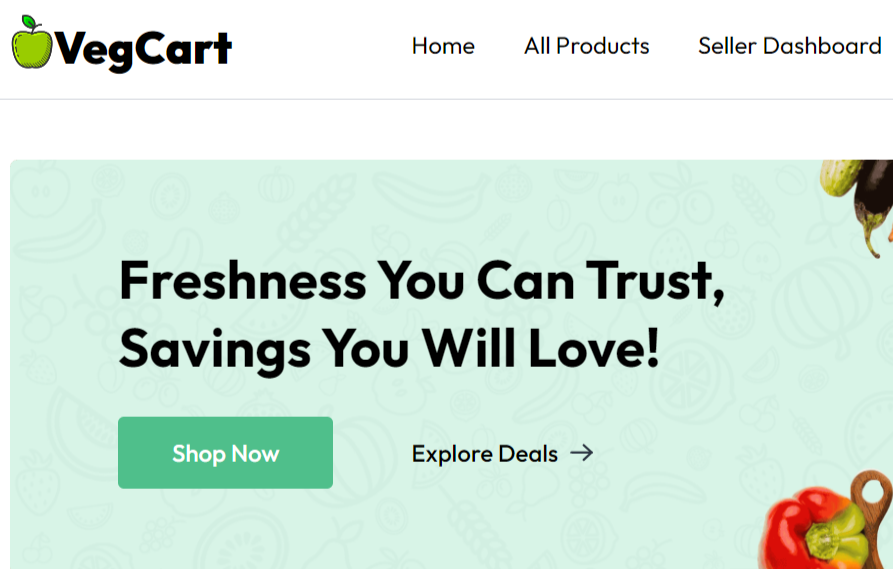 VegCart
Home
All Products
Seller Dashboard
Freshness You Can Trust,
Savings You Will Love!
Shop Now
Explore Deals →